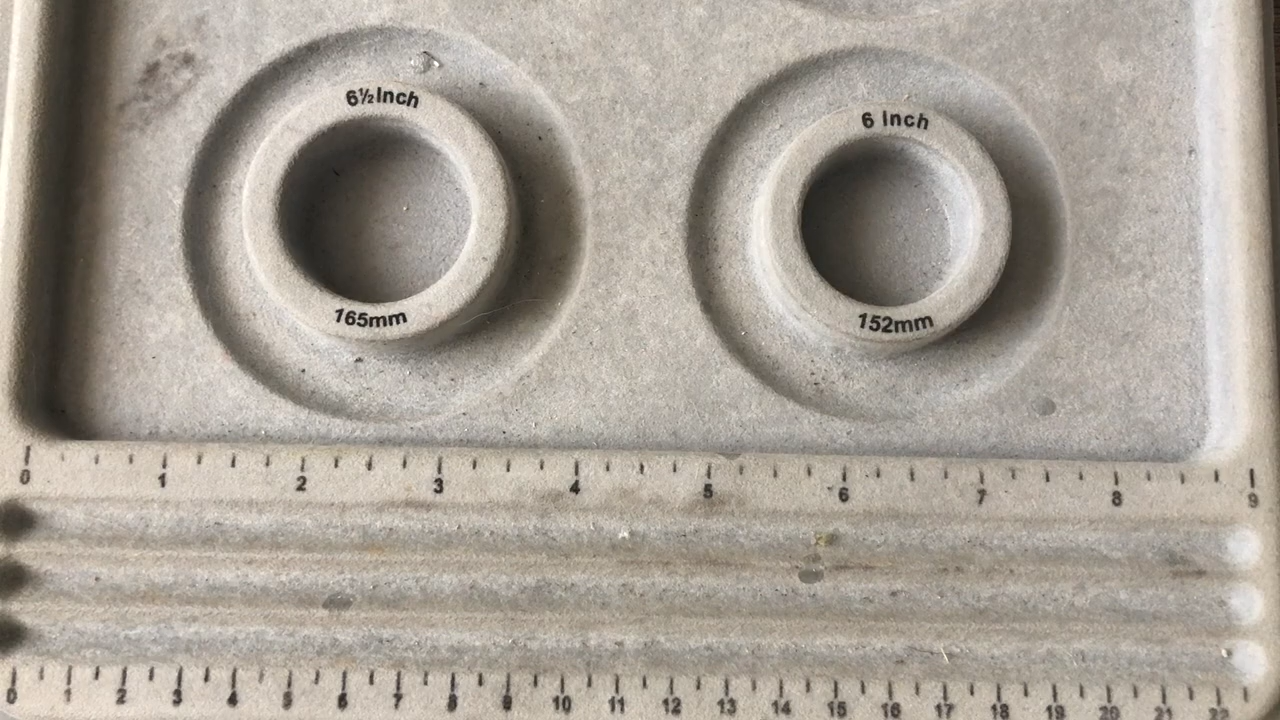 6½Inch
6 Inch
165mm
152mm
0 1 2 3 4 5 6 7 8 9
0 1 2 3 4 5 6 7 8 9 10 11 12 13 14 15 16 17 18 19 20 21 22